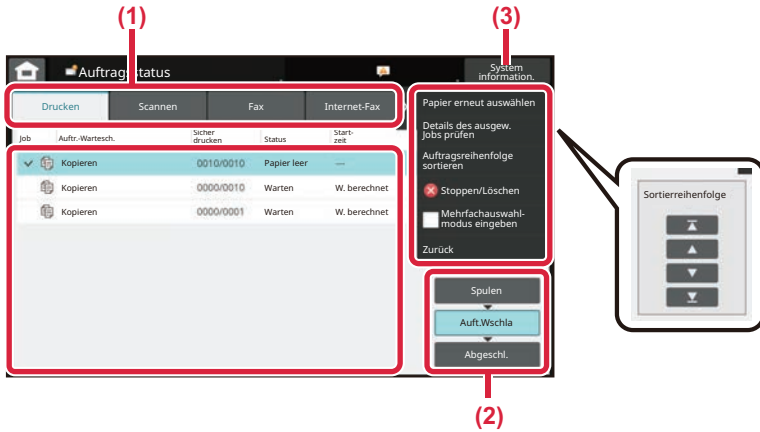 (1)
(3)
Auftragsstatus
System
information.
Drucken
Scannen
Fax
Internet-Fax
Job
Auftr.-Wartesch.
Sicher
drucken
Status
Start-
zeit
Kopieren
0010/0010
Papier leer
---
Kopieren
0000/0010
Warten
W. berechnet
Kopieren
0000/0001
Warten
W. berechnet
Papier erneut auswählen
Details des ausgew.
Jobs prüfen
Auftragsreihenfolge
sortieren
Stoppen/Löschen
Mehrfachauswahl-
modus eingeben
Zurück
Spulen
Auft.Wschla
Abgeschl.
(2)
Sortierreihenfolge